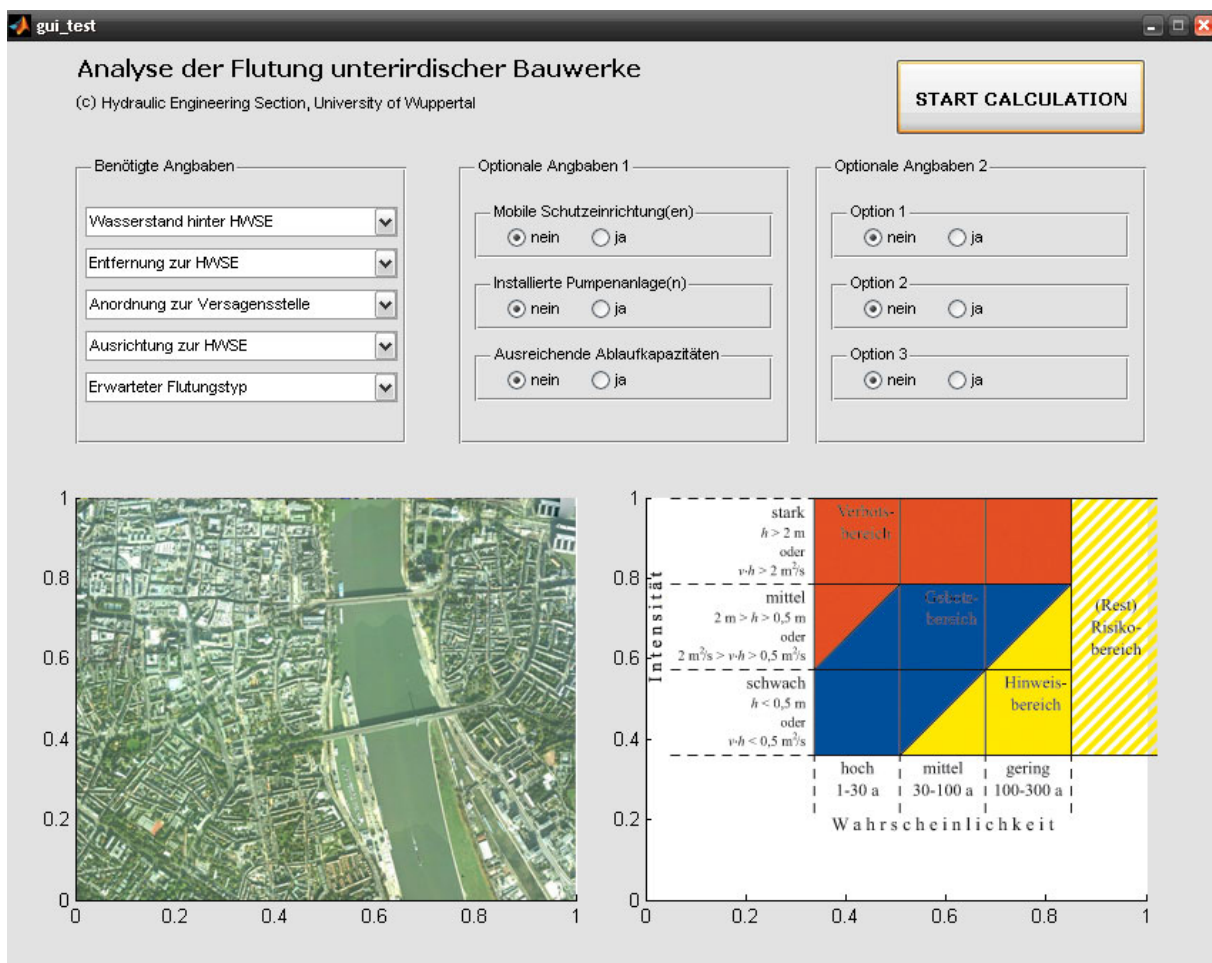 gui_test
Analyse der Flutung unterirdischer Bauwerke
(c) Hydraulic Engineering Section, University of Wuppertal
START CALCULATION
Benötigte Angbaben
Wasserstand hinter HWSE
Entfernung zur HWSE
Anordnung zur Versagensstelle
Ausrichtung zur HWSE
Erwarteter Flutungstyp
Optionale Angbaben 1
Mobile Schutzeinrichtung(en)
nein ja
Installierte Pumpenanlage(n)
nein ja
Ausreichende Ablaufkapazitäten
nein ja
Optionale Angbaben 2
Option 1
nein ja
Option 2
nein ja
Option 3
nein ja
1
0.8
0.6
0.4
0.2
0
0 0.2 0.4 0.6 0.8 1
1
0.8
0.6
0.4
0.2
0
0 0.2 0.4 0.6 0.8 1
Intensität
stark
h > 2 m
oder
v·h > 2 m²/s
mittel
2 m > h > 0,5 m
oder
2 m²/s > v·h > 0,5 m²/s
schwach
h < 0,5 m
oder
v·h < 0,5 m²/s
Verbots-
bereich
Gebots-
bereich
Hinweis-
bereich
(Rest)
Risiko-
bereich
hoch
1-30 a
mittel
30-100 a
gering
100-300 a
Wahrscheinlichkeit